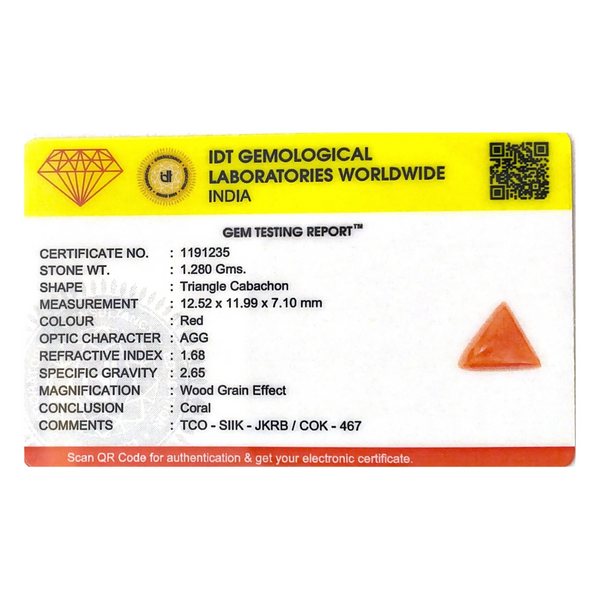 IDT GEMOLOGICAL
LABORATORIES WORLDWIDE
INDIA
GEM TESTING REPORT™
CERTIFICATE NO. : 1191235
STONE WT. : 1.280 Gms.
SHAPE : Triangle Cabachon
MEASUREMENT : 12.52 x 11.99 x 7.10 mm
COLOUR : Red
OPTIC CHARACTER : AGG
REFRACTIVE INDEX : 1.68
SPECIFIC GRAVITY : 2.65
MAGNIFICATION : Wood Grain Effect
CONCLUSION : Coral
COMMENTS : TCO - SIIK - JKRB / COK - 467
Scan QR Code for authentication & get your electronic certificate.